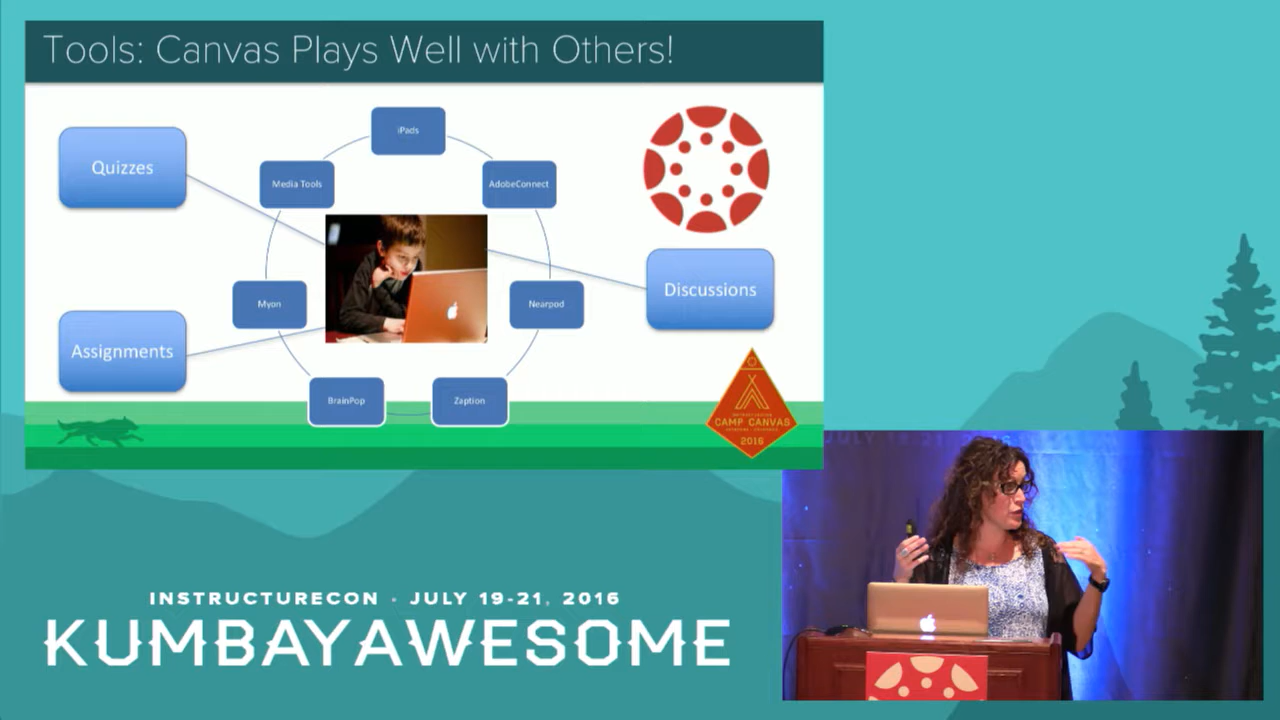 Tools: Canvas Plays Well with Others!
iPads
Quizzes
Media Tools
AdobeConnect
Discussions
Myon
Nearpod
Assignments
BrainPop
Zaption
CAMP CANVAS
2016
INSTRUCTURECON · JULY 19-21, 2016
KUMBAYAWESOME